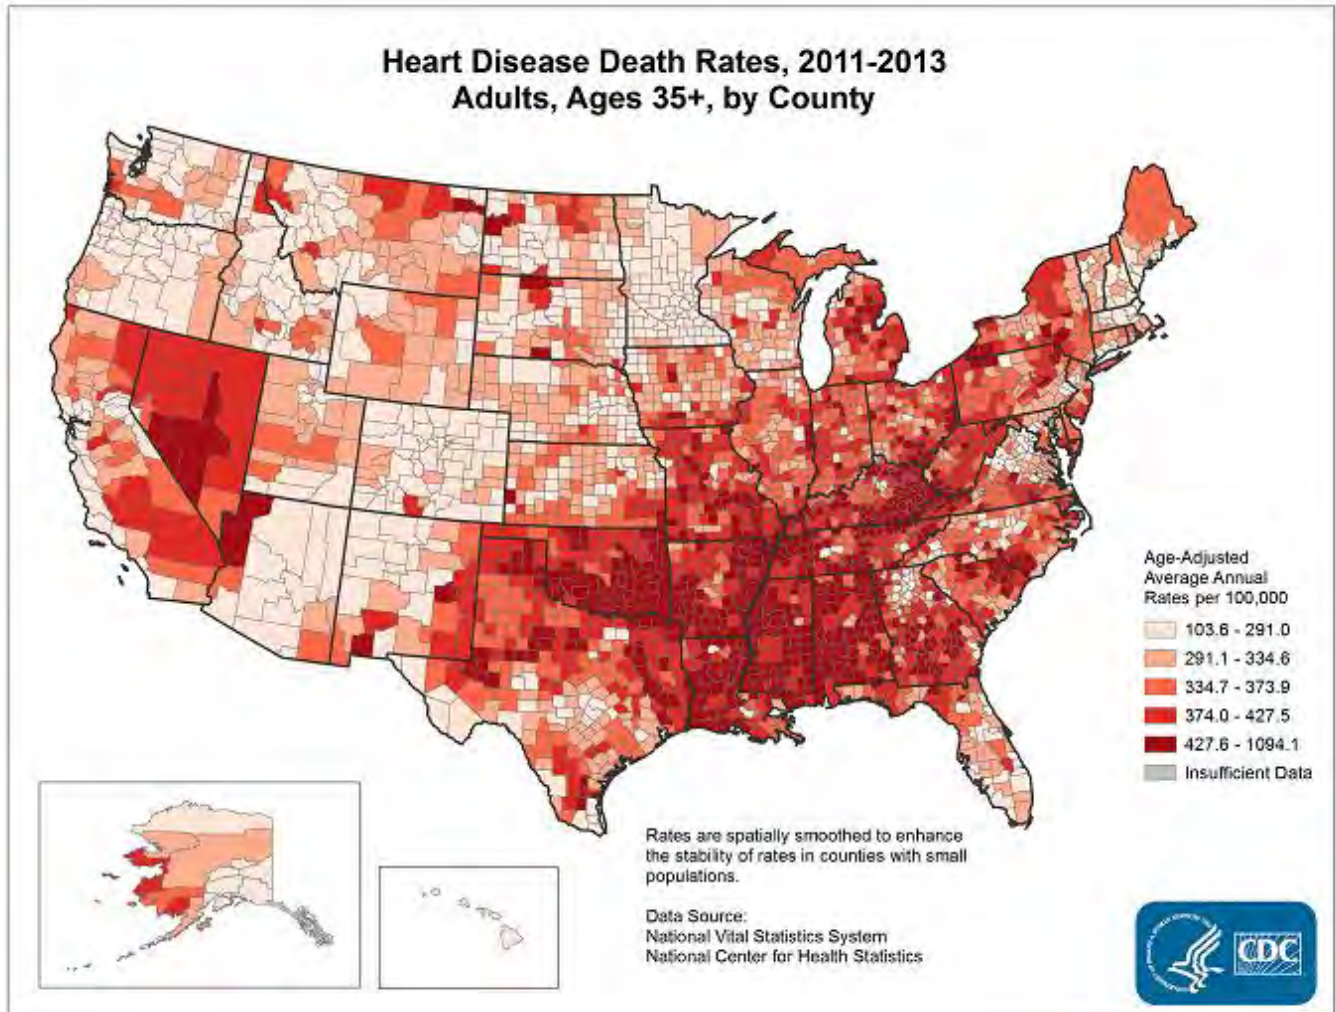 Heart Disease Death Rates, 2011-2013
Adults, Ages 35+, by County
Age-Adjusted
Average Annual
Rates per 100,000
103.6 - 291.0
291.1 - 334.6
334.7 - 373.9
374.0 - 427.5
427.6 - 1094.1
Insufficient Data
Rates are spatially smoothed to enhance
the stability of rates in counties with small
populations.
Data Source:
National Vital Statistics System
National Center for Health Statistics
CDC